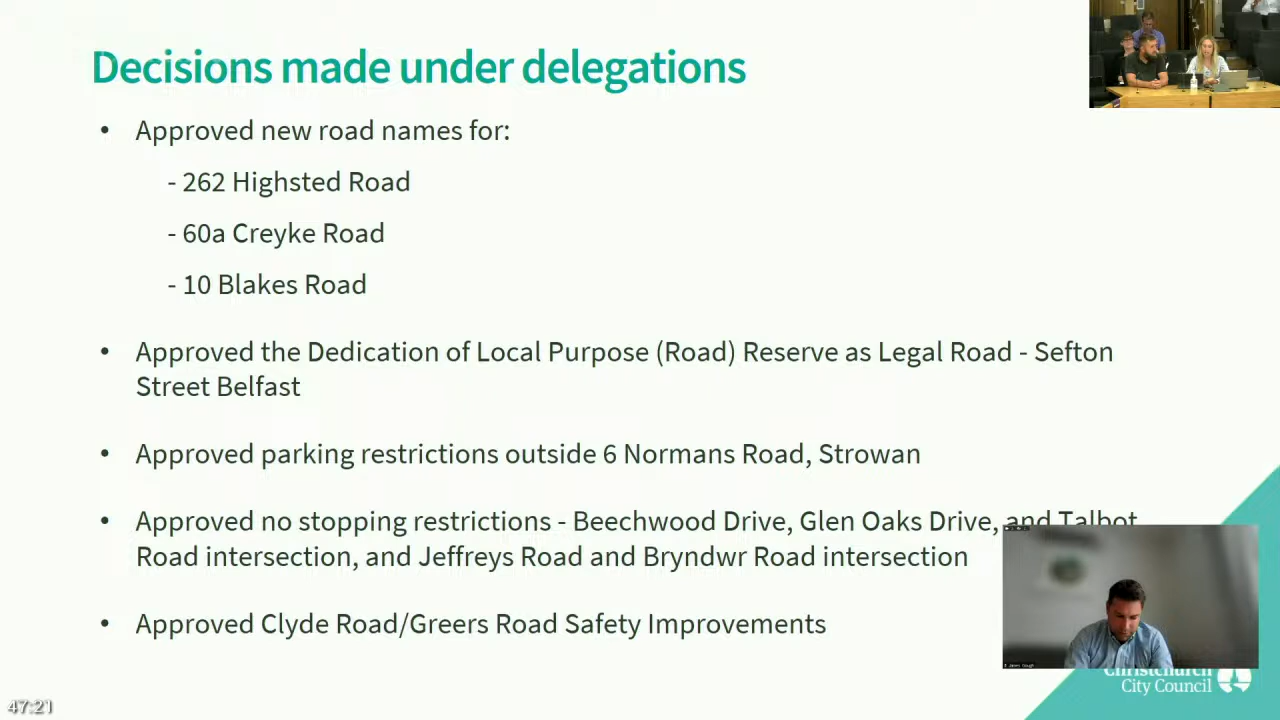 Decisions made under delegations
• Approved new road names for:
- 262 Highsted Road
- 60a Creyke Road
- 10 Blakes Road
• Approved the Dedication of Local Purpose (Road) Reserve as Legal Road - Sefton
Street Belfast
• Approved parking restrictions outside 6 Normans Road, Strowan
• Approved no stopping restrictions - Beechwood Drive, Glen Oaks Drive, and Talbot
Road intersection, and Jeffreys Road and Bryndwr Road intersection
• Approved Clyde Road/Greers Road Safety Improvements
Christchurch
City Council
47:21